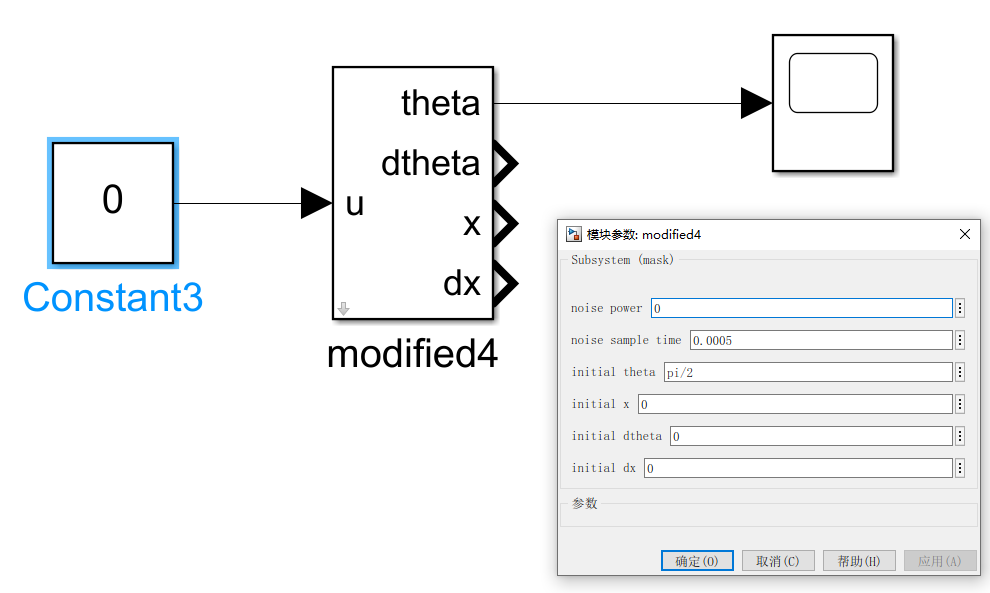 theta
dtheta
0
u
x
dx
Constant3
modified4
模块参数: modified4
Subsystem (mask)
noise power 0
noise sample time 0.0005
initial theta pi/2
initial x 0
initial dtheta 0
initial dx 0
参数
确定(O) 取消(C) 帮助(H) 应用(A)